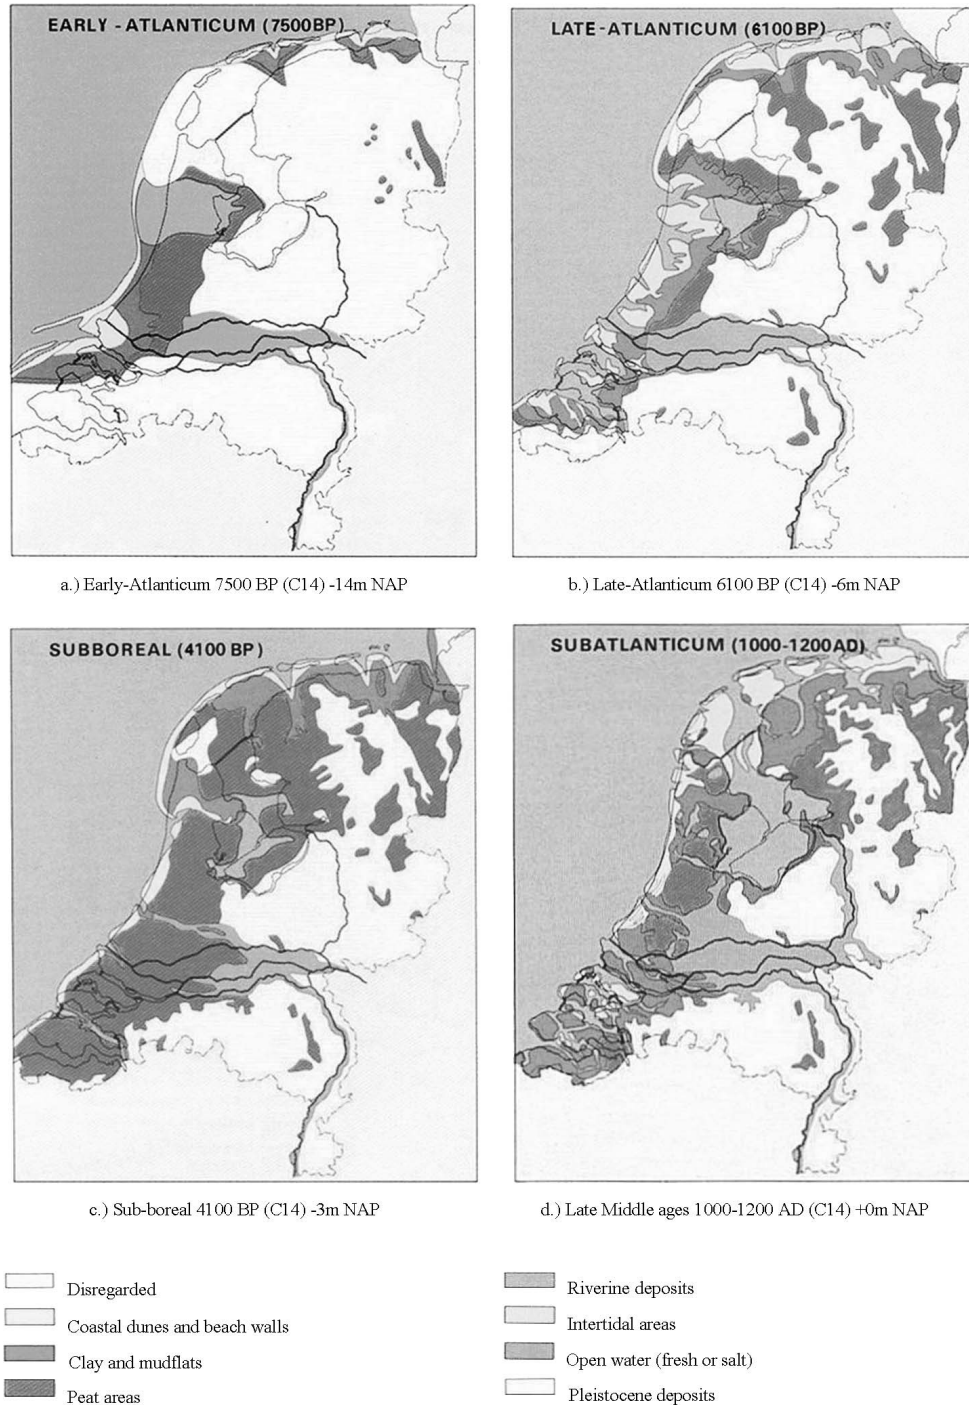 EARLY - ATLANTICUM (7500BP)
LATE-ATLANTICUM (6100BP)
a.) Early-Atlanticum 7500 BP (C14) -14m NAP
b.) Late-Atlanticum 6100 BP (C14) -6m NAP
SUBBOREAL (4100BP)
SUBATLANTICUM (1000-1200AD)
c.) Sub-boreal 4100 BP (C14) -3m NAP
d.) Late Middle ages 1000-1200 AD (C14) +0m NAP
Disregarded
Coastal dunes and beach walls
Clay and mudflats
Peat areas
Riverine deposits
Intertidal areas
Open water (fresh or salt)
Pleistocene deposits